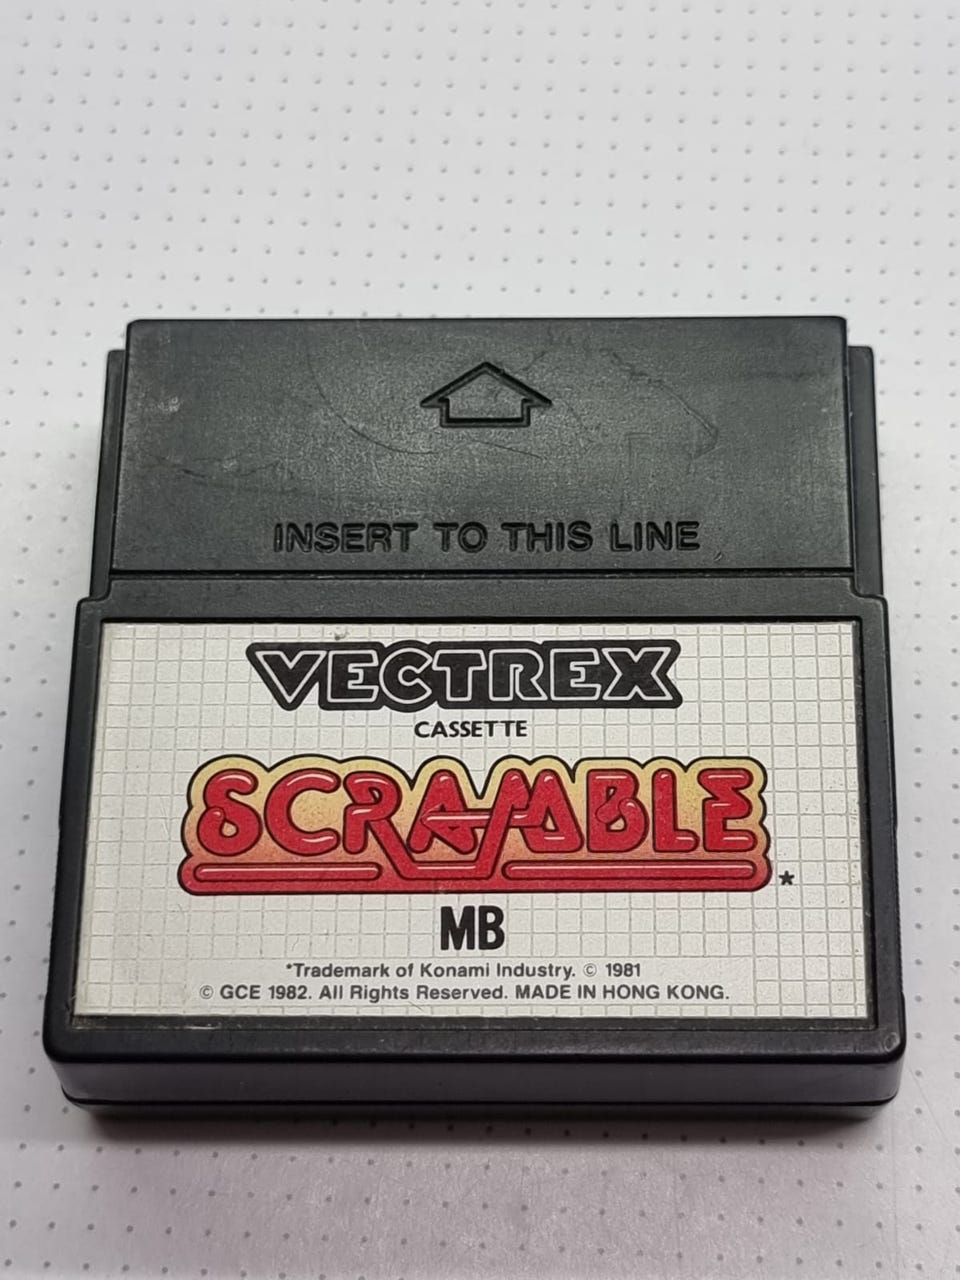 INSERT TO THIS LINE
VECTREX
CASSETTE
SCRAMBLE*
MB
*Trademark of Konami Industry. © 1981
© GCE 1982. All Rights Reserved. MADE IN HONG KONG.